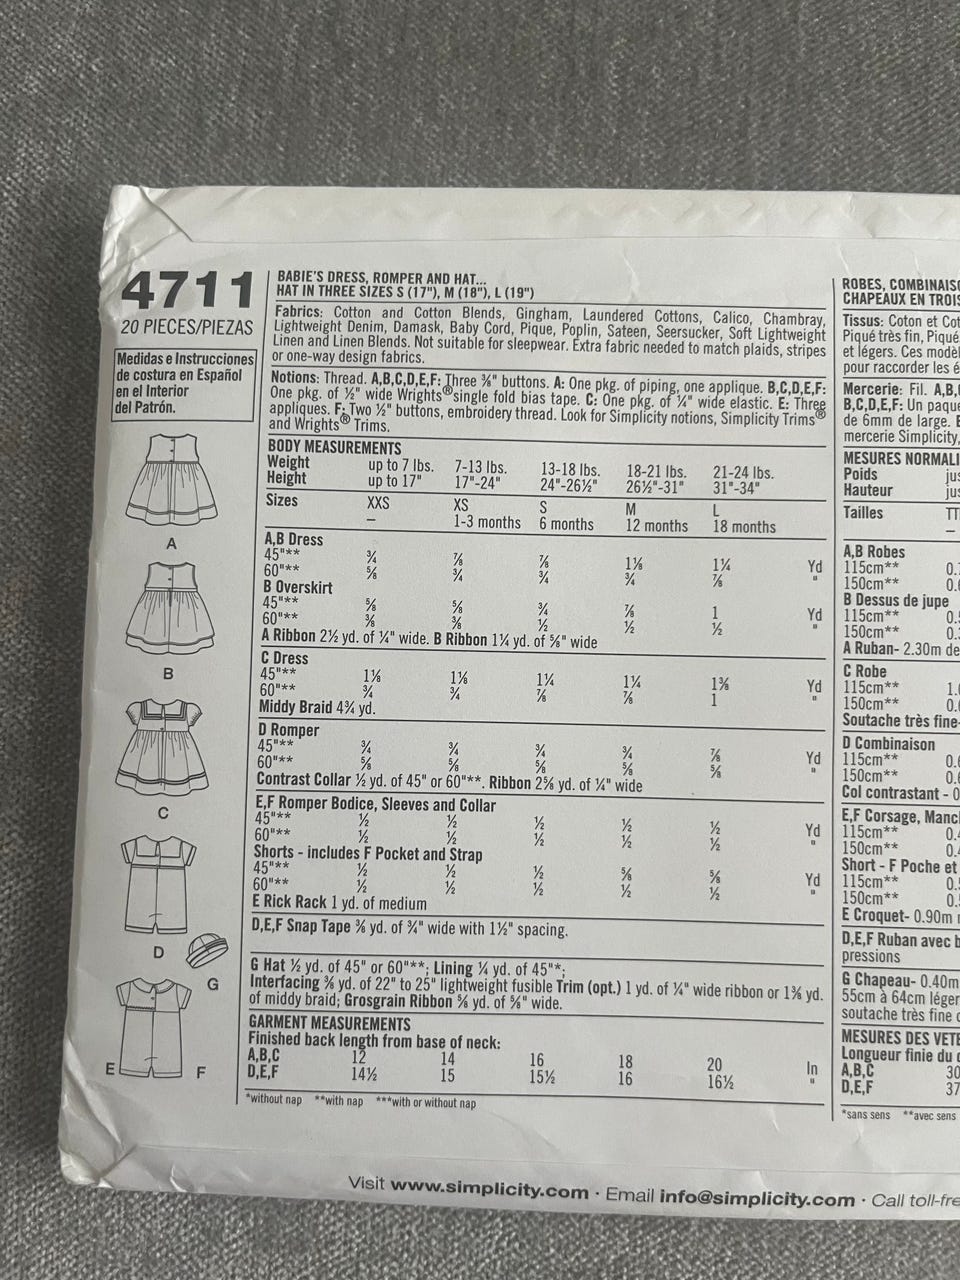 4711
20 PIECES/PIEZAS
Medidas e Instrucciones
de costura en Español
en el Interior
del Patrón.
A
B
C
D
G
E
F
BABIE'S DRESS, ROMPER AND HAT...
HAT IN THREE SIZES S (17"), M (18"), L (19")
Fabrics: Cotton and Cotton Blends, Gingham, Laundered Cottons, Calico, Chambray,
Lightweight Denim, Damask, Baby Cord, Pique, Poplin, Sateen, Seersucker, Soft Lightweight
Linen and Linen Blends. Not suitable for sleepwear. Extra fabric needed to match plaids, stripes
or one-way design fabrics.
Notions: Thread. A,B,C,D,E,F: Three ⅜" buttons. A: One pkg. of piping, one applique. B,C,D,E,F:
One pkg. of ½" wide Wrights® single fold bias tape. C: One pkg. of ¼" wide elastic. E: Three
appliques. F: Two ½" buttons, embroidery thread. Look for Simplicity notions, Simplicity Trims®
and Wrights® Trims.
BODY MEASUREMENTS
Weight up to 7 lbs. 7-13 lbs. 13-18 lbs. 18-21 lbs. 21-24 lbs.
Height up to 17" 17"-24" 24"-26½" 26½"-31" 31"-34"
Sizes XXS XS S M L
– 1-3 months 6 months 12 months 18 months
A,B Dress
45"** ¾ ⅞ ⅞ 1⅛ 1¼ Yd
60"** ⅝ ¾ ¾ ¾ ⅞ "
B Overskirt
45"** ⅝ ⅝ ¾ ⅞ 1 Yd
60"** ⅜ ⅜ ½ ½ ½ "
A Ribbon 2½ yd. of ¼" wide. B Ribbon 1¼ yd. of ⅝" wide
C Dress
45"** 1⅛ 1⅛ 1¼ 1¼ 1⅜ Yd
60"** ¾ ¾ ⅞ ⅞ 1 "
Middy Braid 4¾ yd.
D Romper
45"** ¾ ¾ ¾ ¾ ⅞ Yd
60"** ⅝ ⅝ ⅝ ⅝ ⅝ "
Contrast Collar ½ yd. of 45" or 60"**. Ribbon 2⅝ yd. of ¼" wide
E,F Romper Bodice, Sleeves and Collar
45"** ½ ½ ½ ½ ½ Yd
60"** ½ ½ ½ ½ ½ "
Shorts - includes F Pocket and Strap
45"** ½ ½ ½ ⅝ ⅝ Yd
60"** ½ ½ ½ ½ ½ "
E Rick Rack 1 yd. of medium
D,E,F Snap Tape ⅜ yd. of ¾" wide with 1½" spacing.
G Hat ½ yd. of 45" or 60"**; Lining ¼ yd. of 45"*;
Interfacing ⅜ yd. of 22" to 25" lightweight fusible Trim (opt.) 1 yd. of ¼" wide ribbon or 1⅜ yd.
of middy braid; Grosgrain Ribbon ⅝ yd. of ⅝" wide.
GARMENT MEASUREMENTS
Finished back length from base of neck:
A,B,C 12 14 16 18 20 In
D,E,F 14½ 15 15½ 16 16½ "
*without nap **with nap ***with or without nap
ROBES, COMBINAISO
CHAPEAUX EN TROIS
Tissus: Coton et Cot
Piqué très fin, Piqué
et légers. Ces modèl
pour raccorder les é
Mercerie: Fil. A,B,
B,C,D,E,F: Un paque
de 6mm de large. E
mercerie Simplicity,
MESURES NORMALI
Poids jus
Hauteur jus
Tailles TT
–
A,B Robes
115cm** 0.
150cm** 0.
B Dessus de jupe
115cm** 0.
150cm** 0.
A Ruban- 2.30m de
C Robe
115cm** 1.
150cm** 0.
Soutache très fine-
D Combinaison
115cm** 0.
150cm** 0.
Col contrastant - 0
E,F Corsage, Manc
115cm** 0.
150cm** 0.
Short - F Poche et
115cm** 0.
150cm** 0.
E Croquet- 0.90m
D,E,F Ruban avec b
pressions
G Chapeau- 0.40m
55cm à 64cm léger
soutache très fine
MESURES DES VETE
Longueur finie du d
A,B,C 30
D,E,F 37
*sans sens **avec sens
Visit www.simplicity.com · Email info@simplicity.com · Call toll-fre